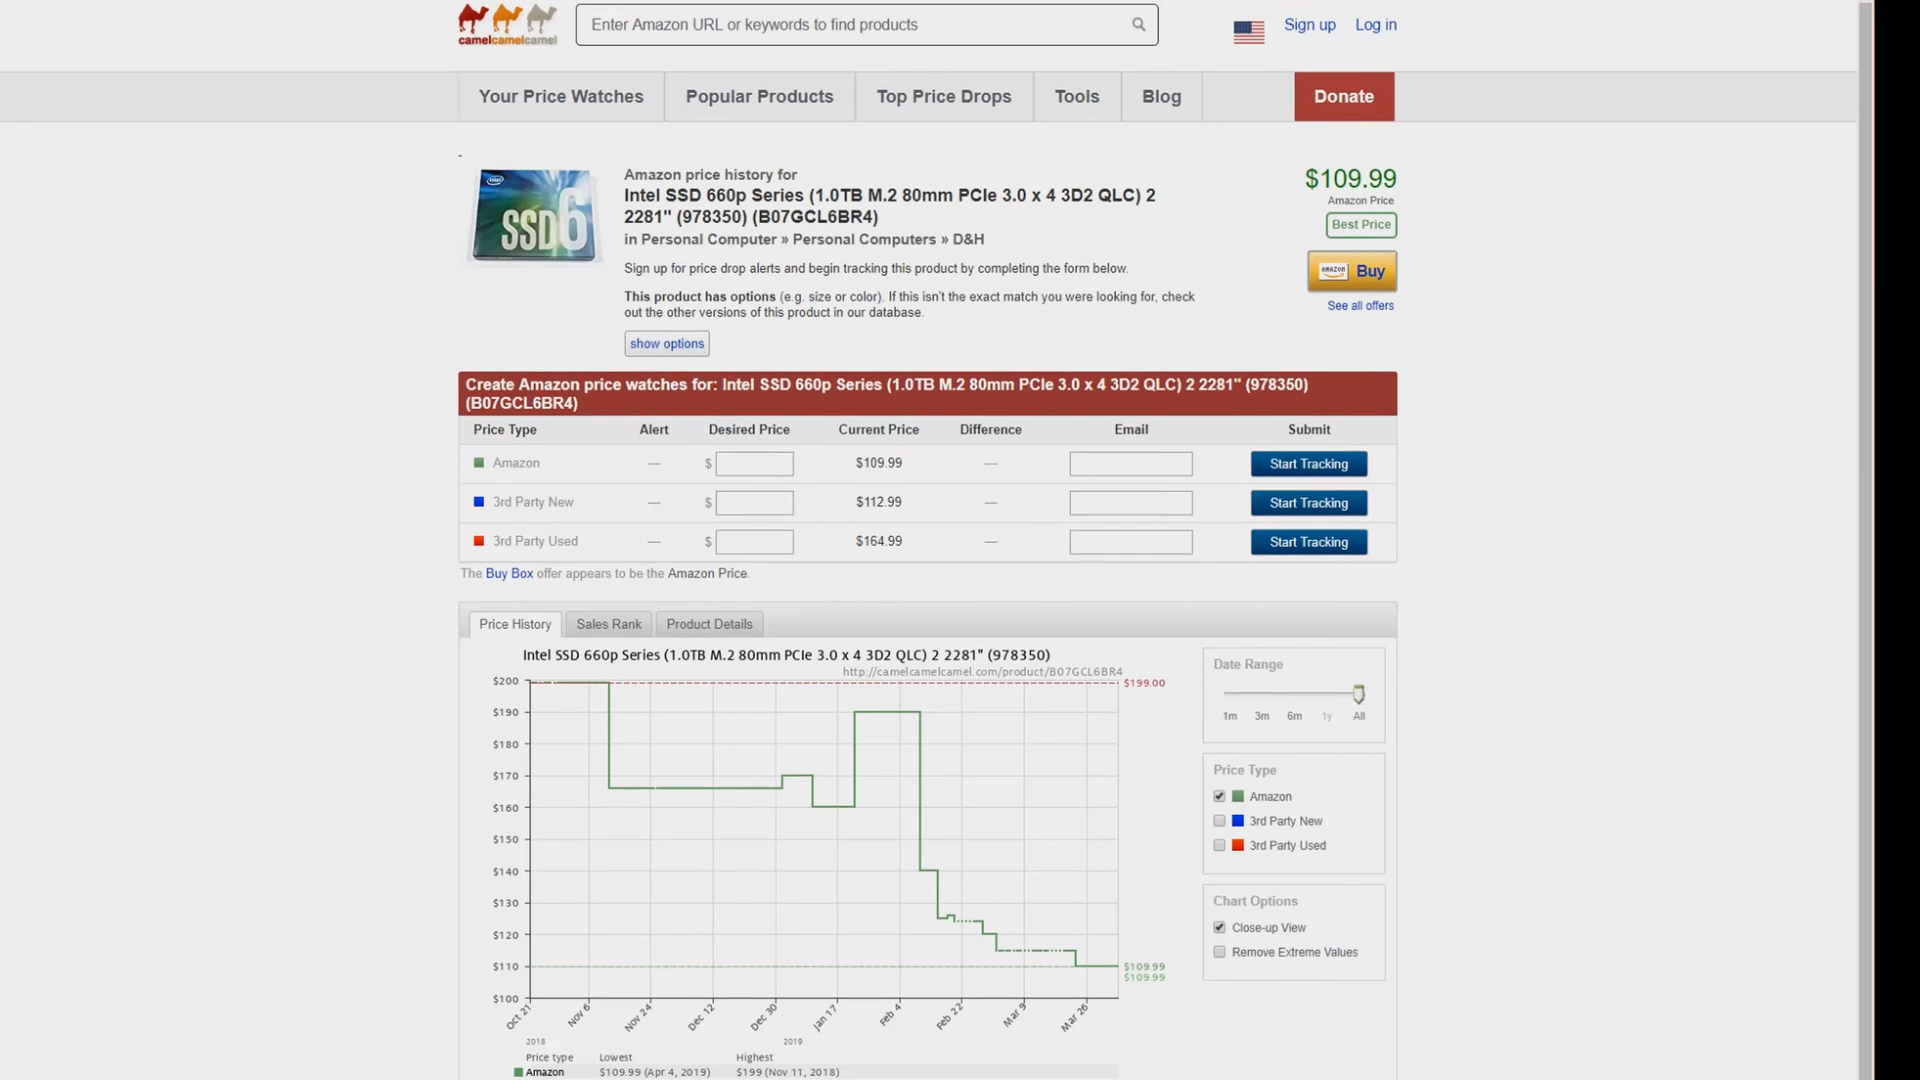 camelcamelcamel
Enter Amazon URL or keywords to find products
Sign up Log in
Your Price Watches Popular Products Top Price Drops Tools Blog Donate
-
intel SSD6
Amazon price history for
Intel SSD 660p Series (1.0TB M.2 80mm PCIe 3.0 x 4 3D2 QLC) 2
2281" (978350) (B07GCL6BR4)
in Personal Computer » Personal Computers » D&H
Sign up for price drop alerts and begin tracking this product by completing the form below.
This product has options (e.g. size or color). If this isn't the exact match you were looking for, check
out the other versions of this product in our database.
show options
$109.99
Amazon Price
Best Price
AMAZON Buy
See all offers
Create Amazon price watches for: Intel SSD 660p Series (1.0TB M.2 80mm PCIe 3.0 x 4 3D2 QLC) 2 2281" (978350)
(B07GCL6BR4)
Price Type Alert Desired Price Current Price Difference Email Submit
Amazon — $ $109.99 — Start Tracking
3rd Party New — $ $112.99 — Start Tracking
3rd Party Used — $ $164.99 — Start Tracking
The Buy Box offer appears to be the Amazon Price.
Price History Sales Rank Product Details
Intel SSD 660p Series (1.0TB M.2 80mm PCIe 3.0 x 4 3D2 QLC) 2 2281" (978350)
http://camelcamelcamel.com/product/B07GCL6BR4
$200
$190
$180
$170
$160
$150
$140
$130
$120
$110
$100
$199.00
$109.99
$109.99
Oct 21 Nov 6 Nov 24 Dec 12 Dec 30 Jan 17 Feb 4 Feb 22 Mar 9 Mar 26
2018 2019
Price type Lowest Highest
Amazon $109.99 (Apr 4, 2019) $199 (Nov 11, 2018)
Date Range
1m 3m 6m 1y All
Price Type
Amazon
3rd Party New
3rd Party Used
Chart Options
Close-up View
Remove Extreme Values